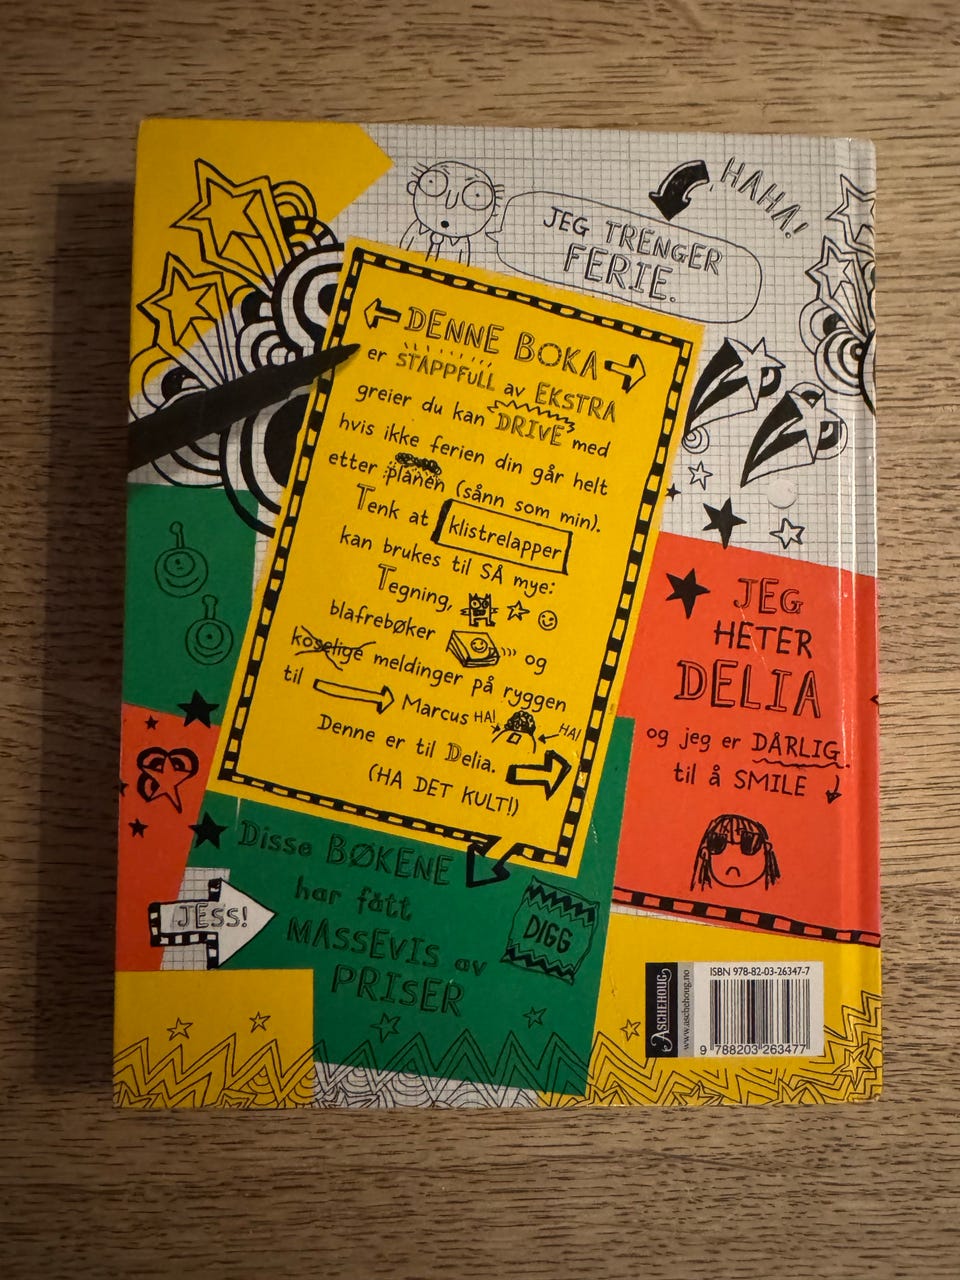 HAHA!
JEG TRENGER
FERIE.
DENNE BOKA
er STAPPFULL av EKSTRA
greier du kan DRIVE med
hvis ikke ferien din går helt
etter planen (sånn som min).
Tenk at klistrelapper
kan brukes til SÅ mye:
Tegning,
blafrebøker og
koselige meldinger på ryggen
til Marcus HA! HA!
Denne er til Delia.
(HA DET KULT!)
JEG
HETER
DELIA
og jeg er DÅRLIG
til å SMILE
Disse BØKENE
har fått
MASSEVIS av
PRISER
JESS!
DIGG
ASCHEHOUG
www.aschehoug.no
ISBN 978-82-03-26347-7
9 788203 263477